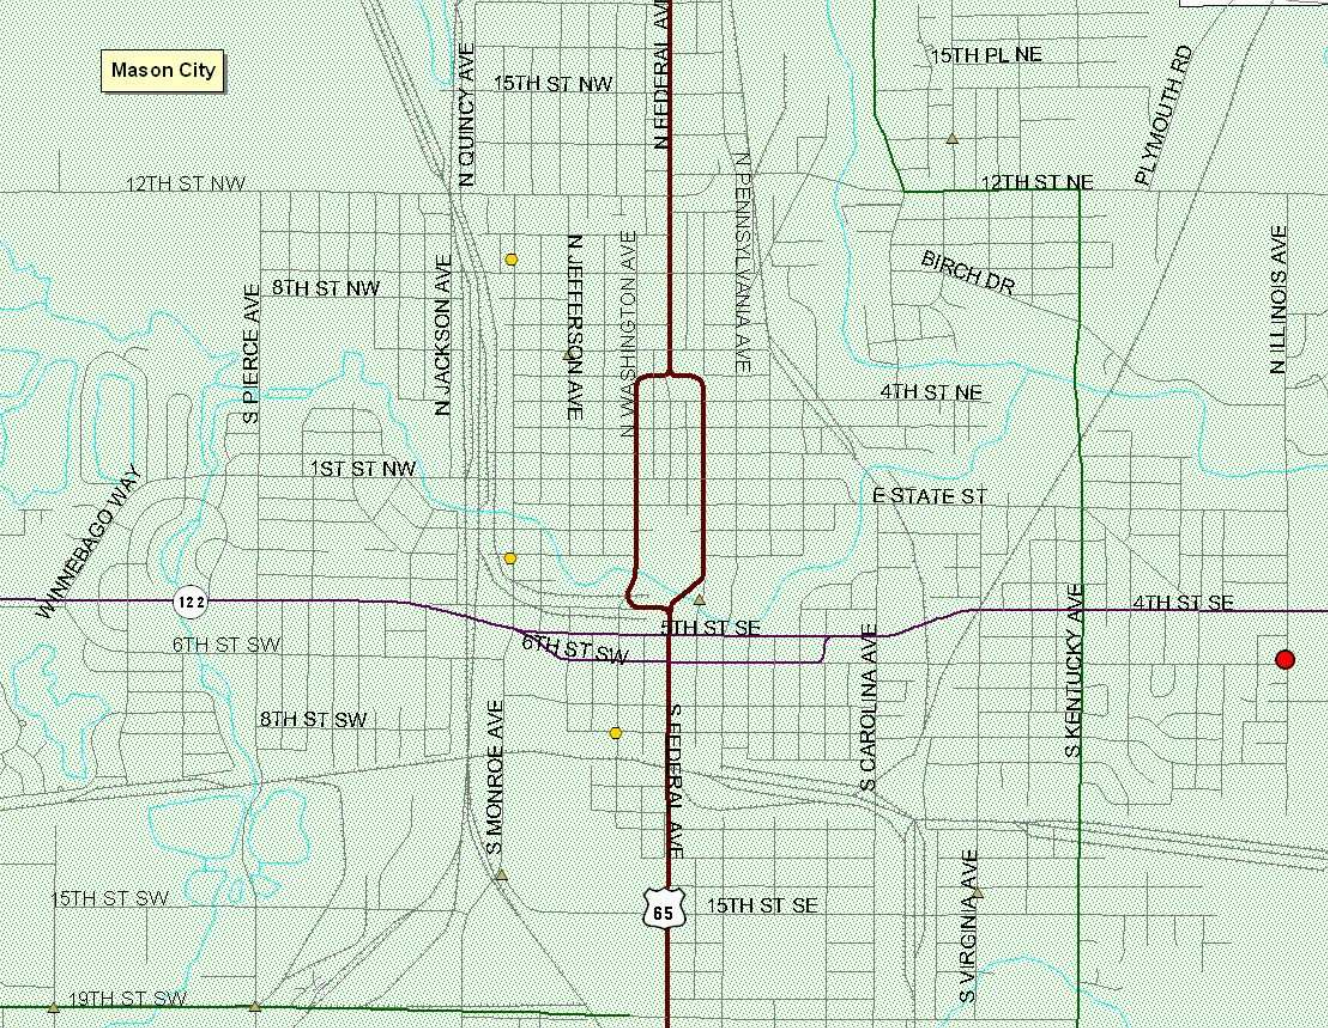 Mason City
N QUINCY AVE
15TH ST NW
N FEDERAL AVE
15TH PL NE
PLYMOUTH RD
12TH ST NW
N PENNSYLVANIA AVE
12TH ST NE
BIRCH DR
N ILLINOIS AVE
8TH ST NW
S PIERCE AVE
N JACKSON AVE
N JEFFERSON AVE
N WASHINGTON AVE
4TH ST NE
1ST ST NW
WINNEBAGO WAY
E STATE ST
122
4TH ST SE
5TH ST SE
6TH ST SW
6TH ST SW
S KENTUCKY AVE
S CAROLINA AVE
8TH ST SW
S MONROE AVE
S FEDERAL AVE
15TH ST SW
65
15TH ST SE
S VIRGINIA AVE
19TH ST SW